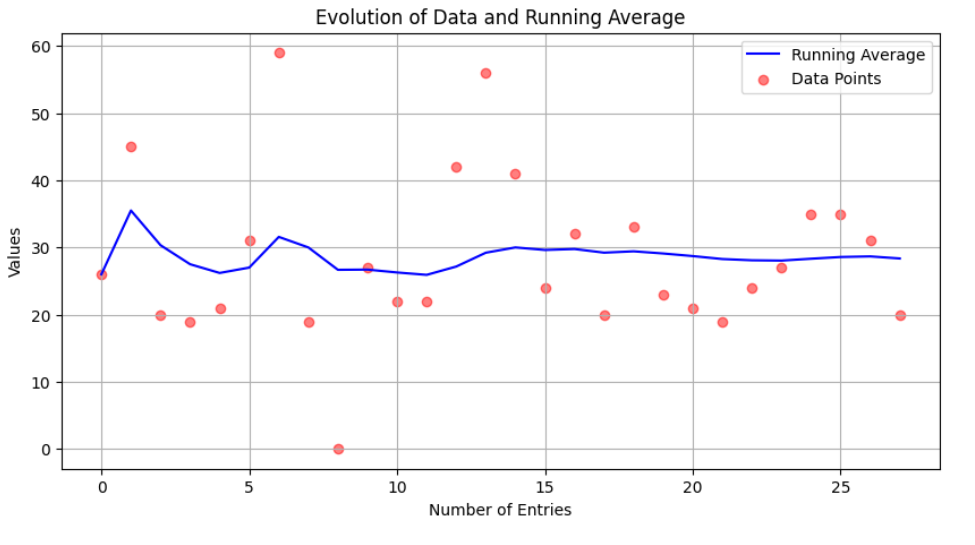 Evolution of Data and Running Average
Running Average
Data Points
Values
60
50
40
30
20
10
0
0 5 10 15 20 25
Number of Entries